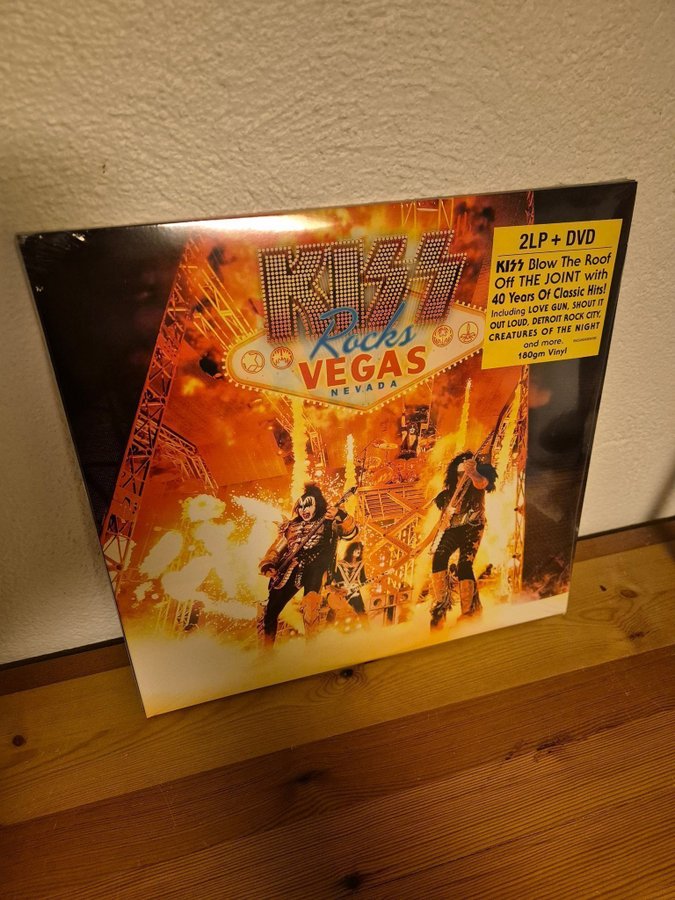 KISS
Rocks
VEGAS
NEVADA
2LP + DVD
KISS Blow The Roof
Off THE JOINT with
40 Years Of Classic Hits!
Including LOVE GUN, SHOUT IT
OUT LOUD, DETROIT ROCK CITY,
CREATURES OF THE NIGHT
and more.
180gm Vinyl